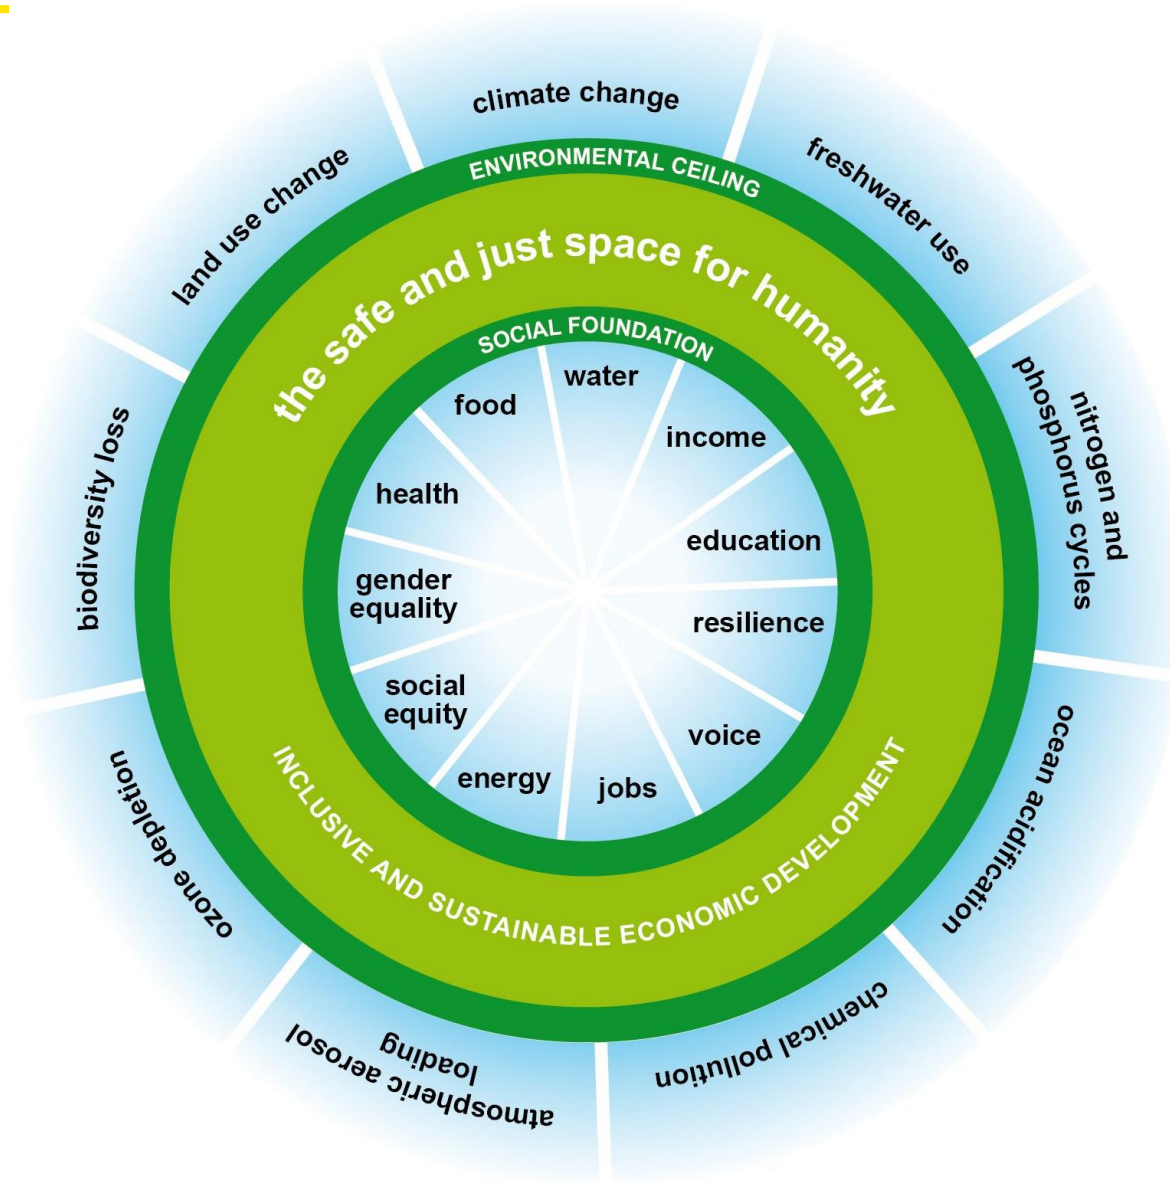 climate change
freshwater use
nitrogen and
phosphorus cycles
ocean acidification
chemical pollution
atmospheric aerosol
loading
ozone depletion
biodiversity loss
land use change
ENVIRONMENTAL CEILING
the safe and just space for humanity
SOCIAL FOUNDATION
water
income
education
resilience
voice
jobs
energy
social
equity
gender
equality
health
food
INCLUSIVE AND SUSTAINABLE ECONOMIC DEVELOPMENT